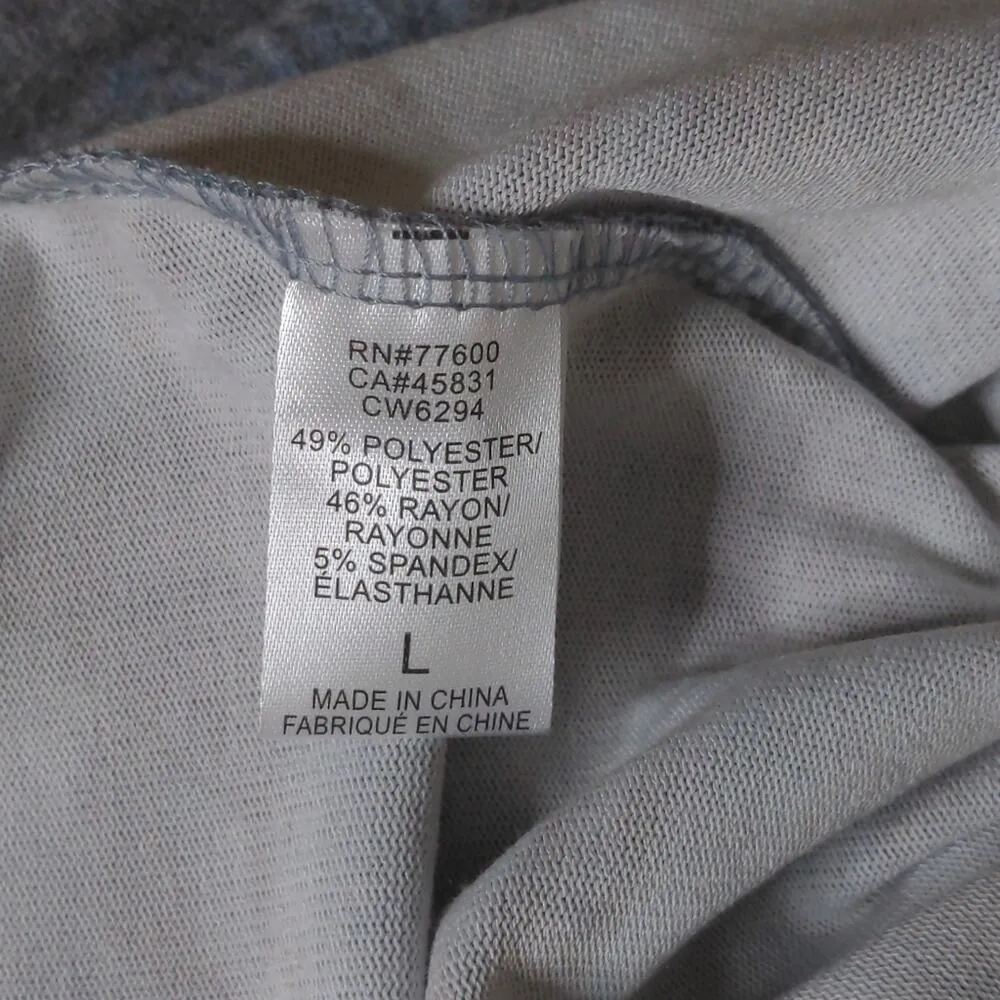 RN#77600
CA#45831
CW6294
49% POLYESTER/
POLYESTER
46% RAYON/
RAYONNE
5% SPANDEX/
ÉLASTHANNE
L
MADE IN CHINA
FABRIQUÉ EN CHINE